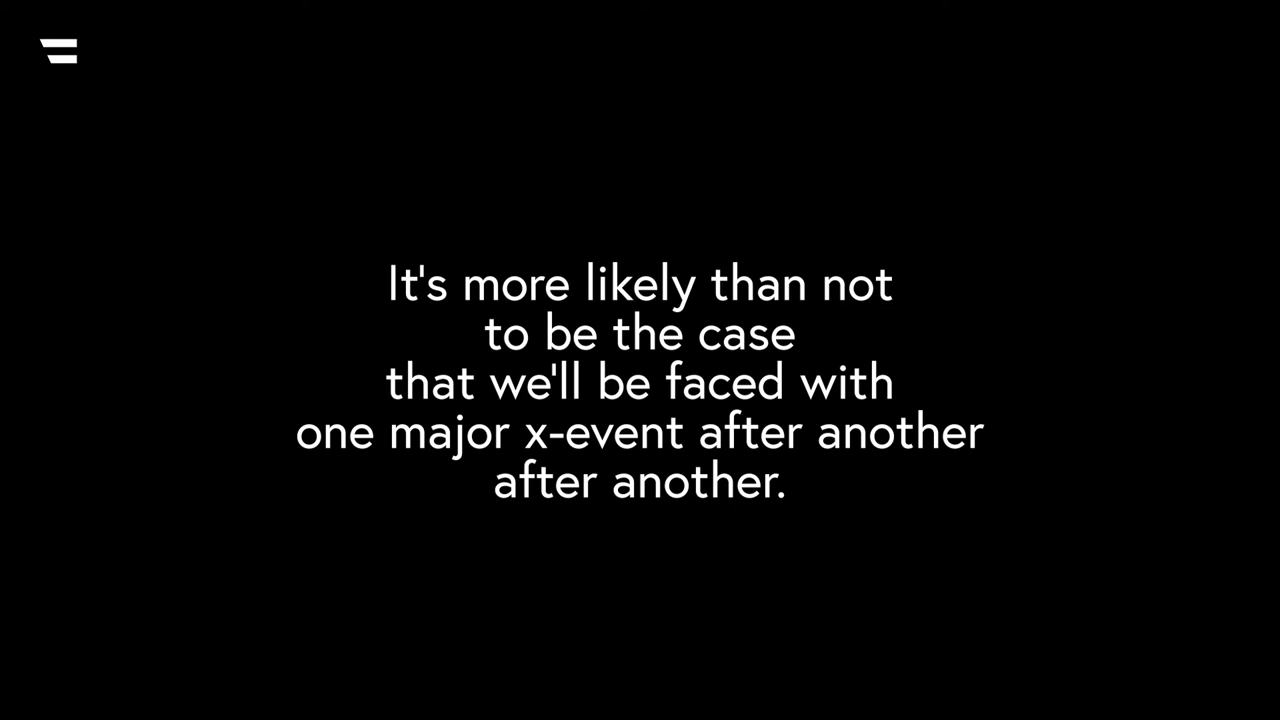 It's more likely than not
to be the case
that we'll be faced with
one major x-event after another
after another.